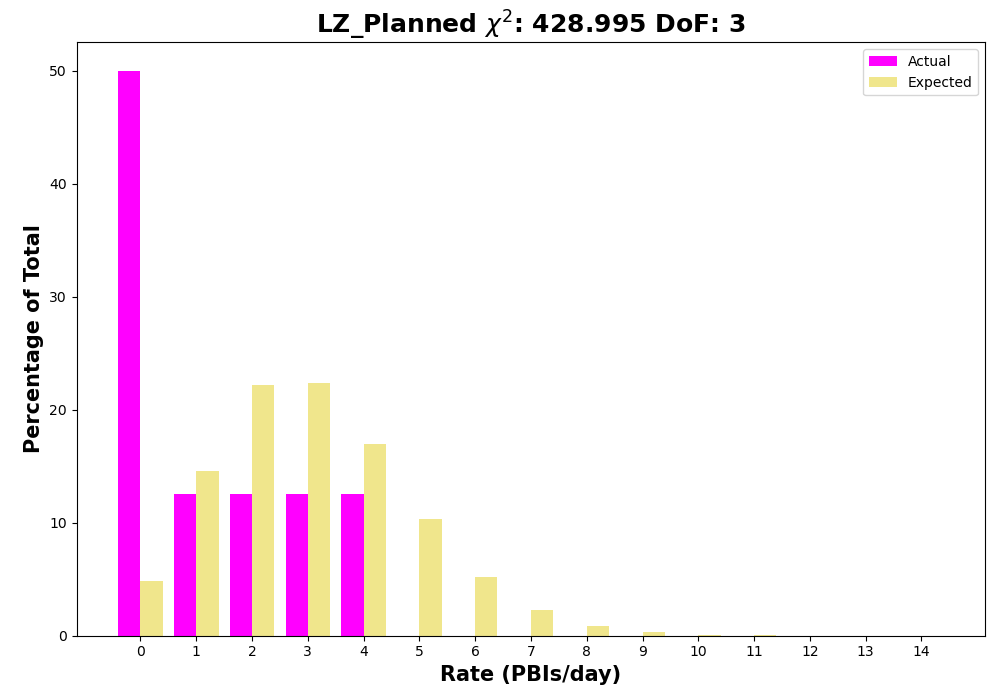 LZ_Planned χ²: 428.995 DoF: 3
Actual
Expected
50
40
30
20
10
0
Percentage of Total
0 1 2 3 4 5 6 7 8 9 10 11 12 13 14
Rate (PBIs/day)